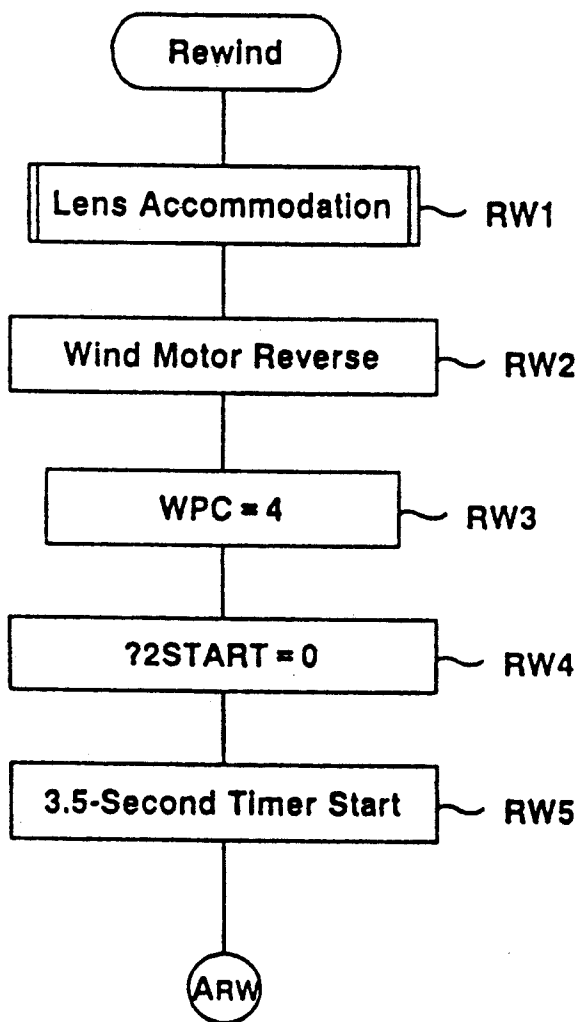 Rewind
Lens Accommodation
RW1
Wind Motor Reverse
RW2
WPC = 4
RW3
?2START = 0
RW4
3.5-Second Timer Start
RW5
ARW